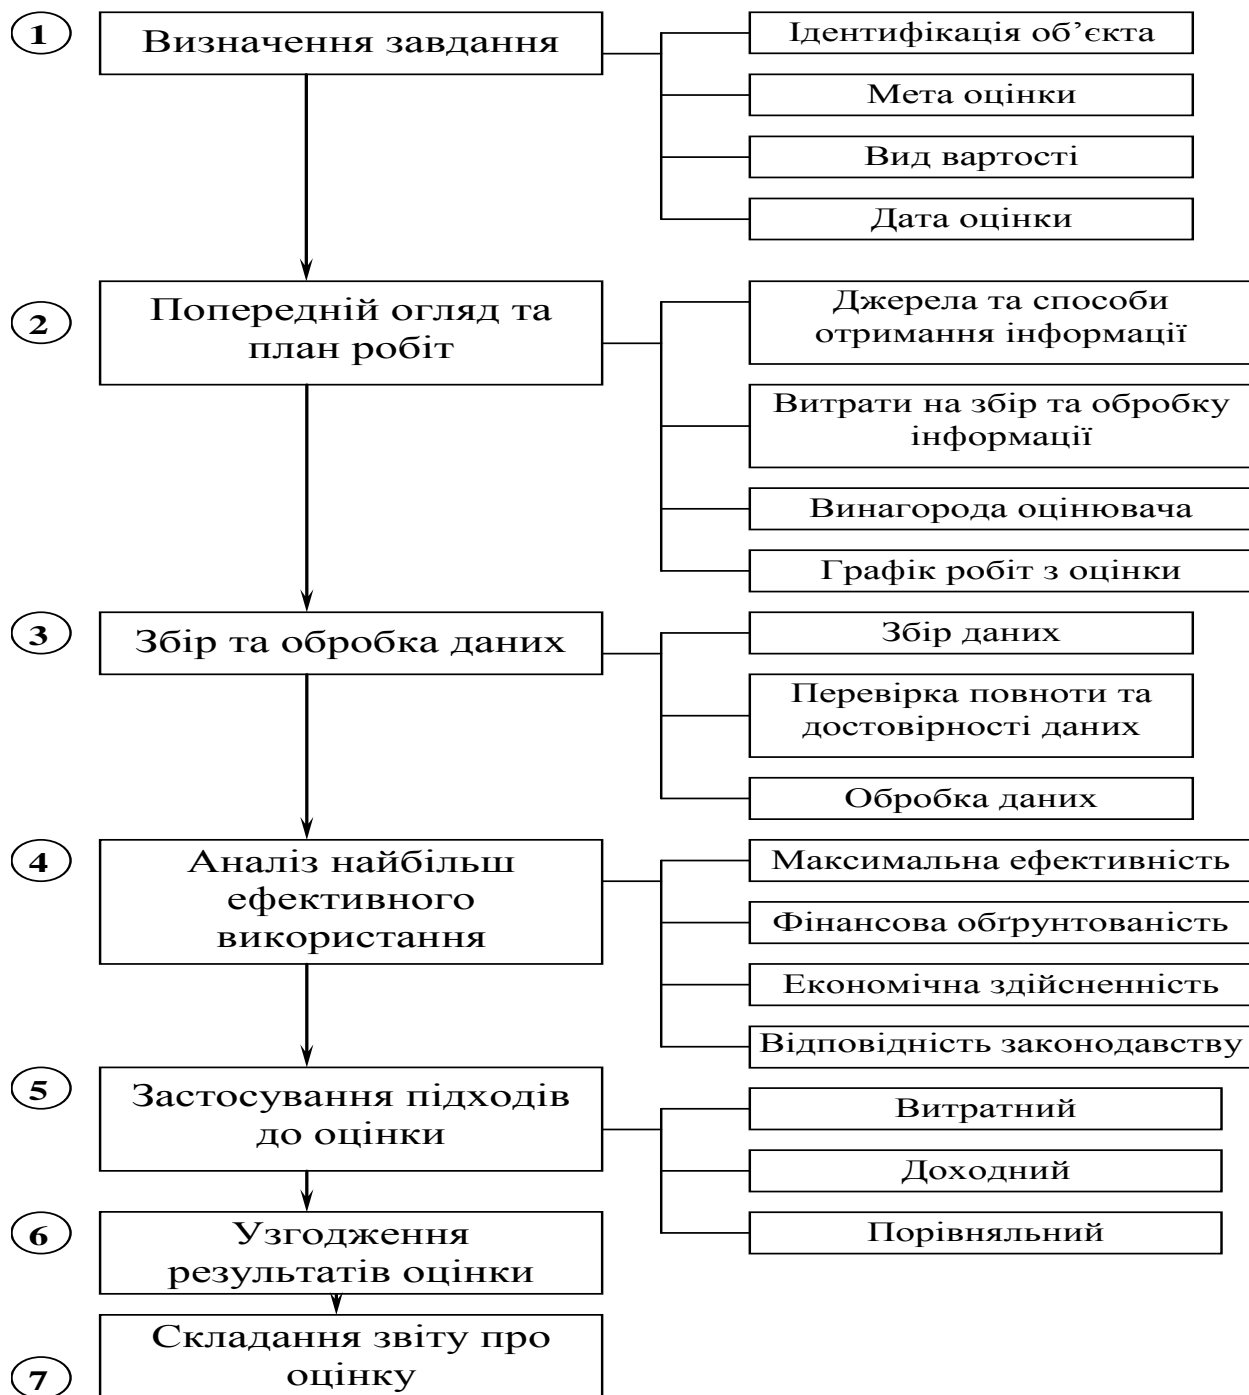 1
Визначення завдання
Ідентифікація об’єкта
Мета оцінки
Вид вартості
Дата оцінки
2
Попередній огляд та
план робіт
Джерела та способи
отримання інформації
Витрати на збір та обробку
інформації
Винагорода оцінювача
Графік робіт з оцінки
3
Збір та обробка даних
Збір даних
Перевірка повноти та
достовірності даних
Обробка даних
4
Аналіз найбільш
ефективного
використання
Максимальна ефективність
Фінансова обґрунтованість
Економічна здійсненність
Відповідність законодавству
5
Застосування підходів
до оцінки
Витратний
Доходний
Порівняльний
6
Узгодження
результатів оцінки
7
Складання звіту про
оцінку